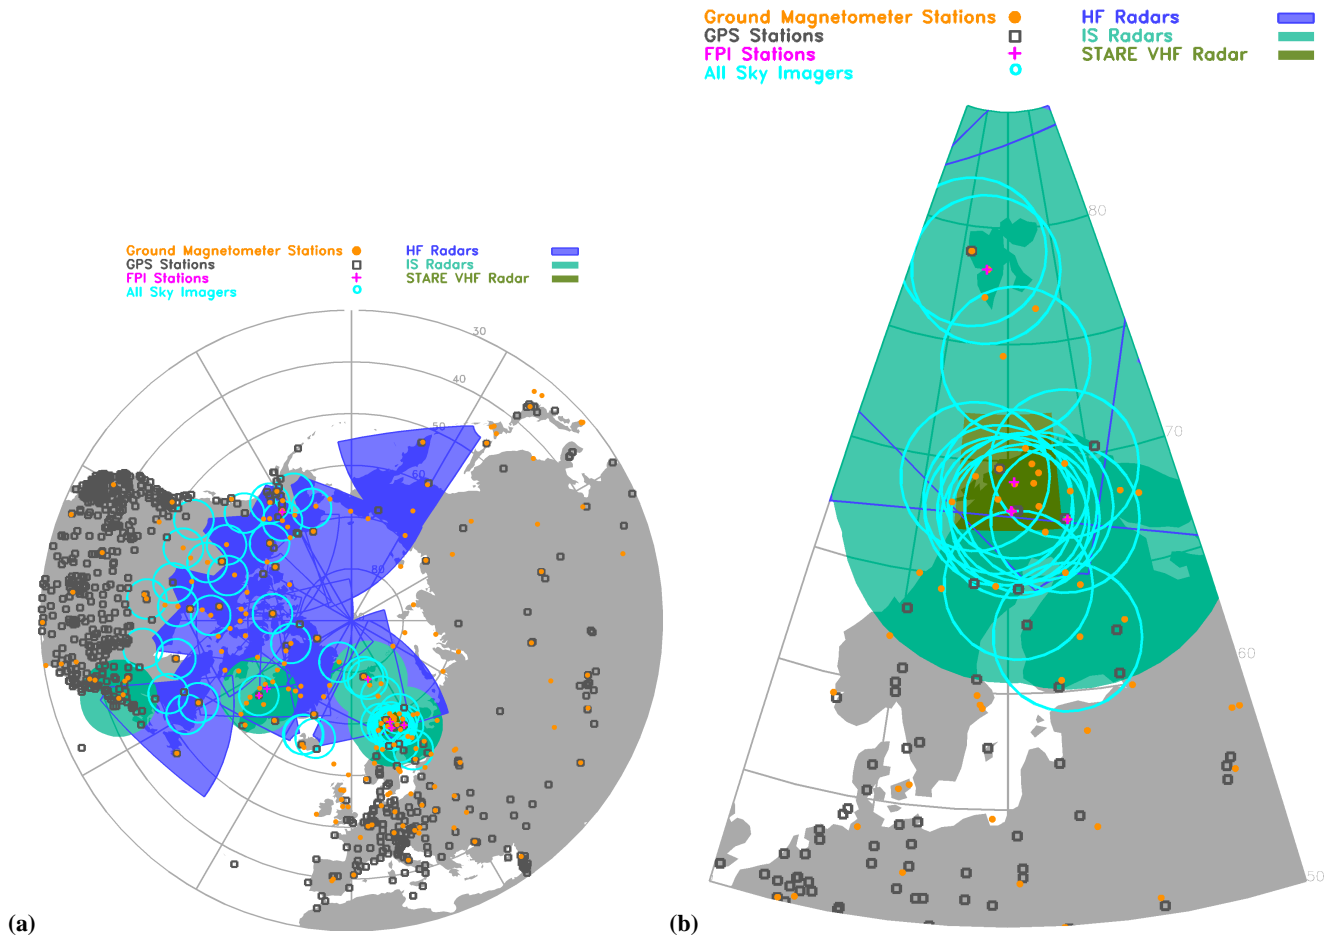 Ground Magnetometer Stations
GPS Stations
FPI Stations
All Sky Imagers
HF Radars
IS Radars
STARE VHF Radar
30
40
50
60
80
(a)
Ground Magnetometer Stations
GPS Stations
FPI Stations
All Sky Imagers
HF Radars
IS Radars
STARE VHF Radar
80
70
60
50
(b)